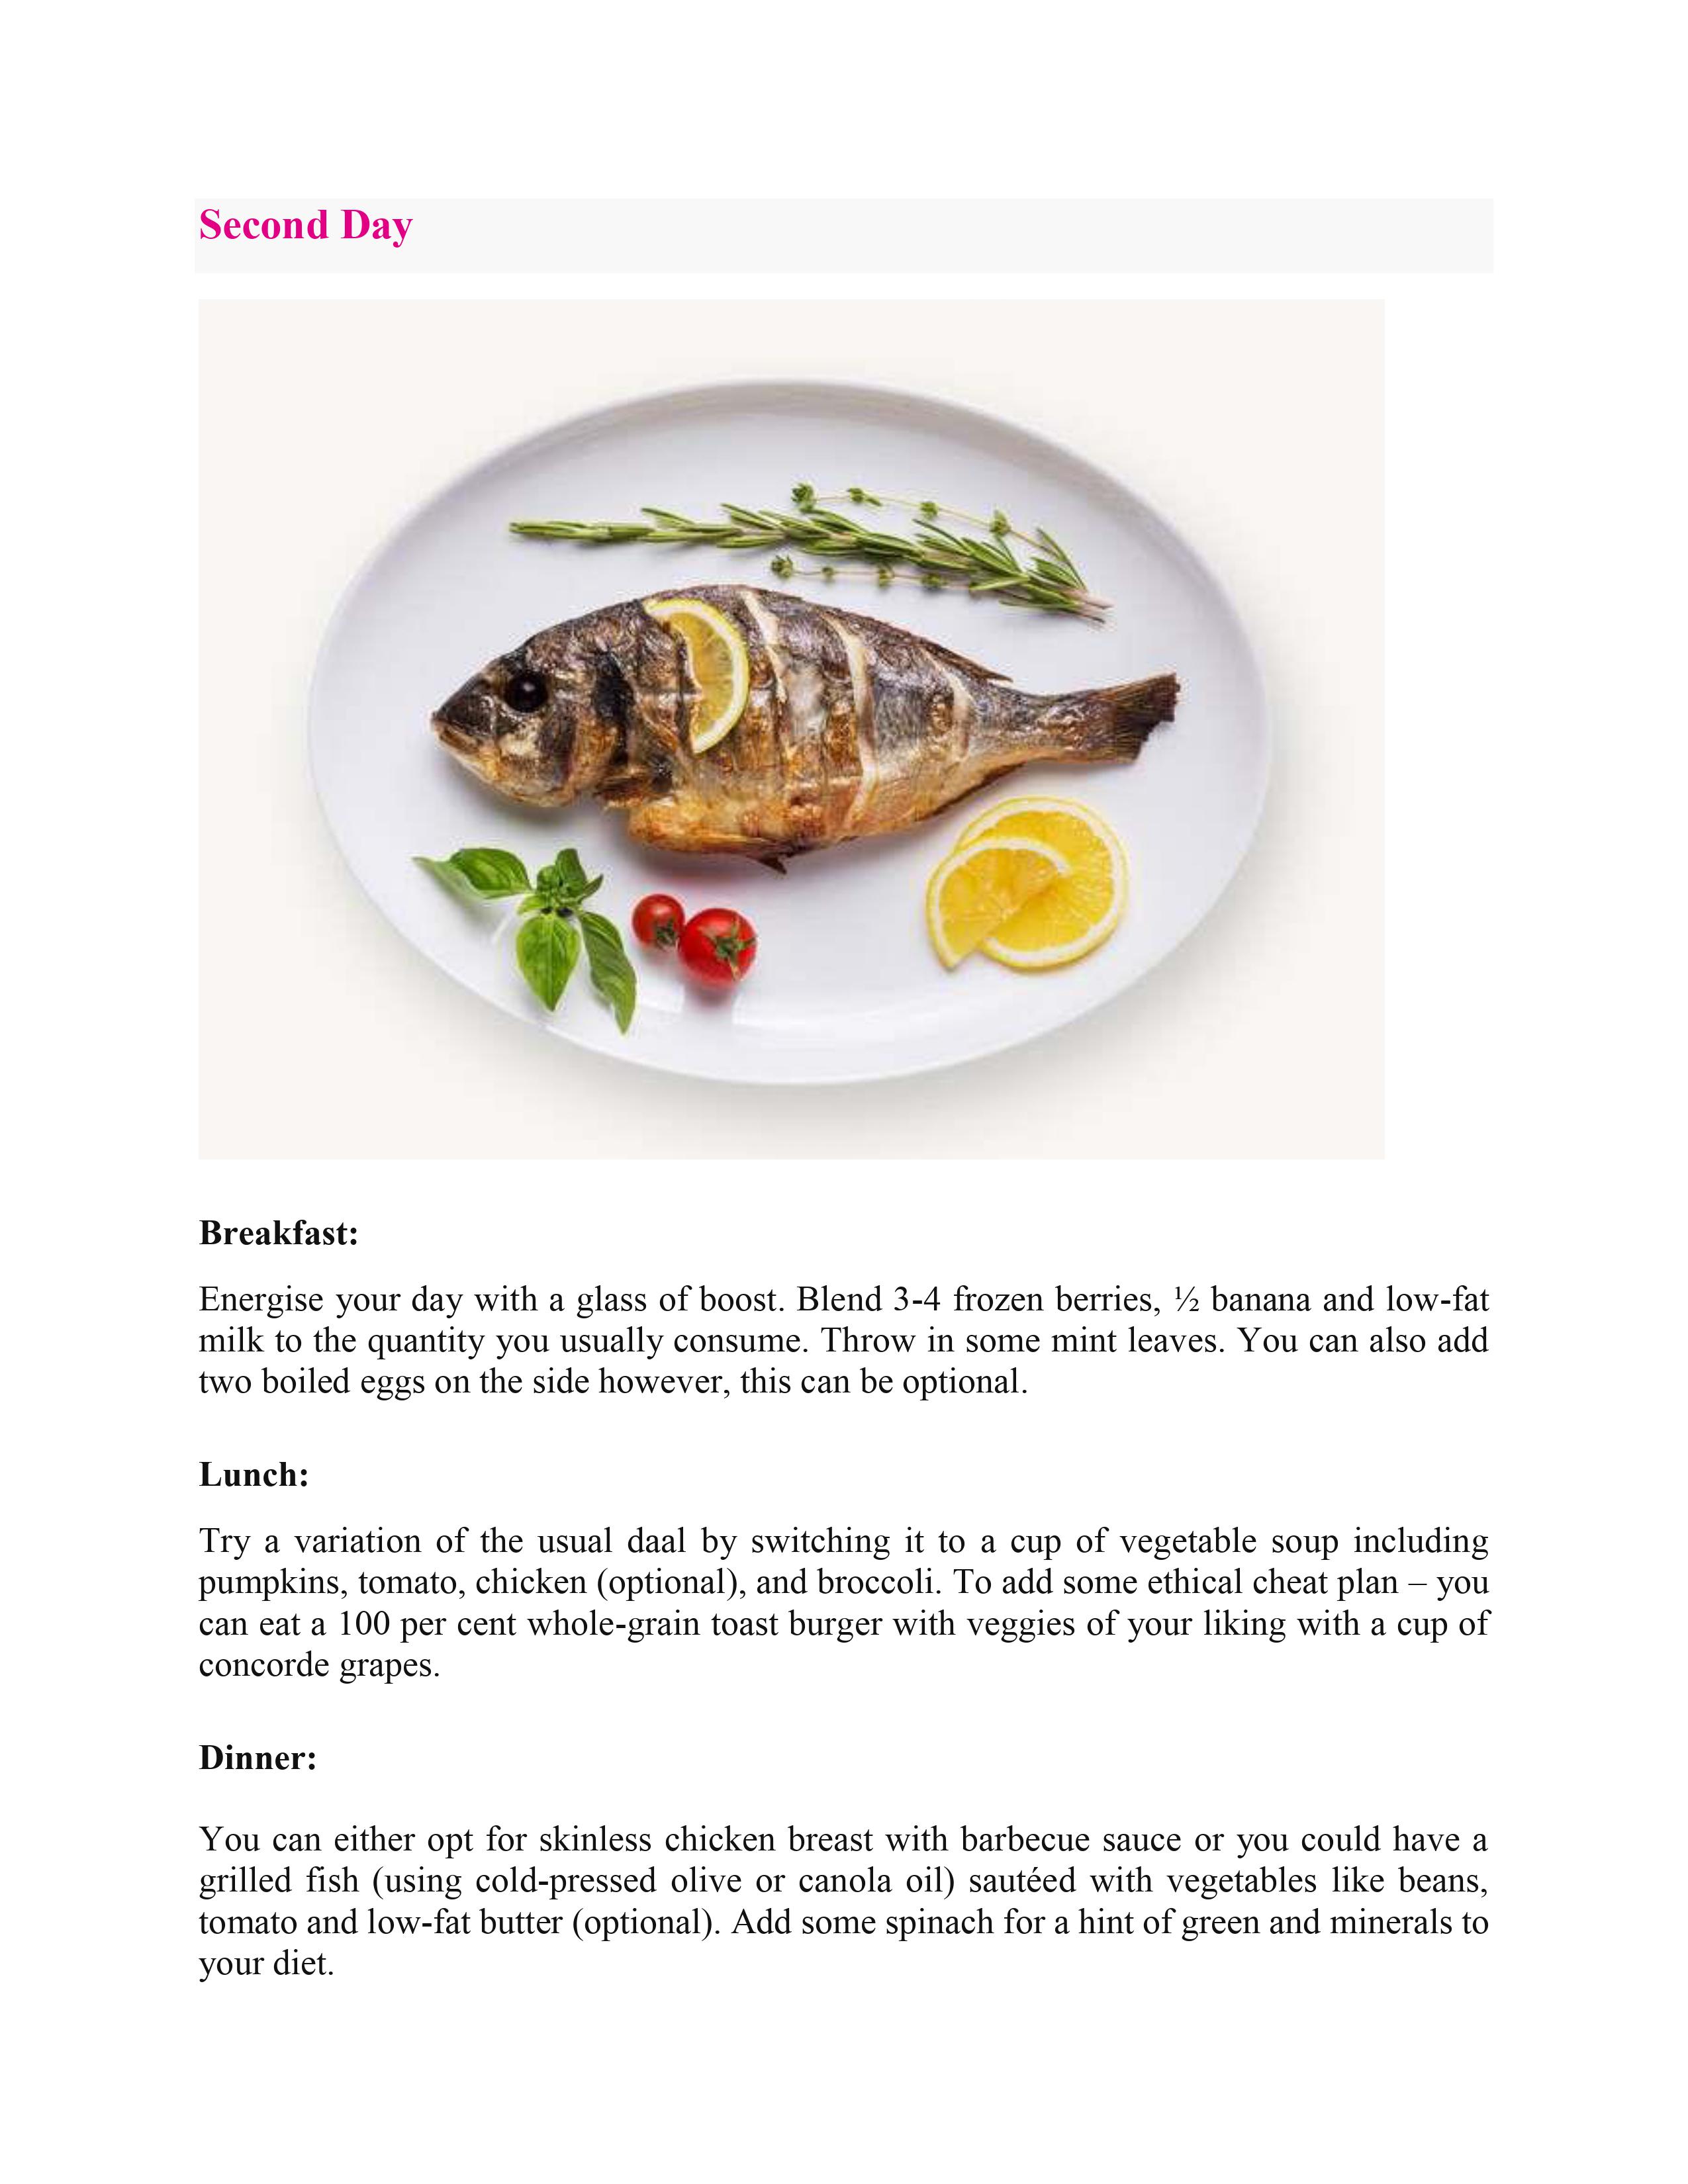 Second Day
Breakfast:
Energise your day with a glass of boost. Blend 3-4 frozen berries, ½ banana and low-fat
milk to the quantity you usually consume. Throw in some mint leaves. You can also add
two boiled eggs on the side however, this can be optional.
Lunch:
Try a variation of the usual daal by switching it to a cup of vegetable soup including
pumpkins, tomato, chicken (optional), and broccoli. To add some ethical cheat plan – you
can eat a 100 per cent whole-grain toast burger with veggies of your liking with a cup of
concorde grapes.
Dinner:
You can either opt for skinless chicken breast with barbecue sauce or you could have a
grilled fish (using cold-pressed olive or canola oil) sautéed with vegetables like beans,
tomato and low-fat butter (optional). Add some spinach for a hint of green and minerals to
your diet.